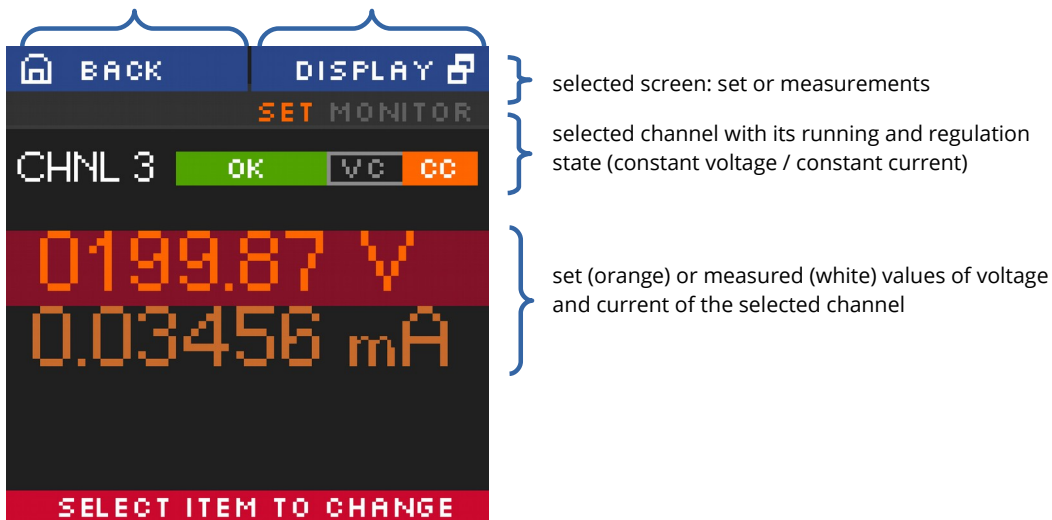 BACK DISPLAY
SET MONITOR
CHNL 3 OK VC CC
0199.87 V
0.03456 mA
SELECT ITEM TO CHANGE
selected screen: set or measurements
selected channel with its running and regulation
state (constant voltage / constant current)
set (orange) or measured (white) values of voltage
and current of the selected channel